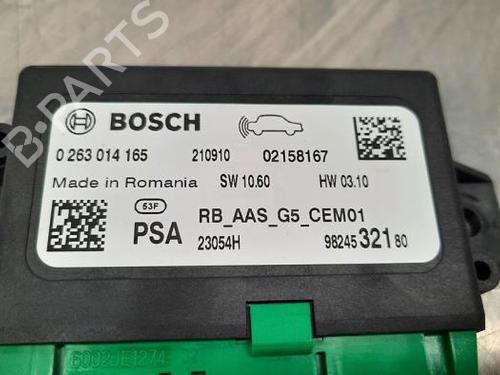 BOSCH
0 263 014 165 210910 02158167
Made in Romania SW 10.60 HW 03.10
53F RB_AAS_G5_CEM01
PSA 23054H 98245 321 80
6002JE1274
B-PARTS